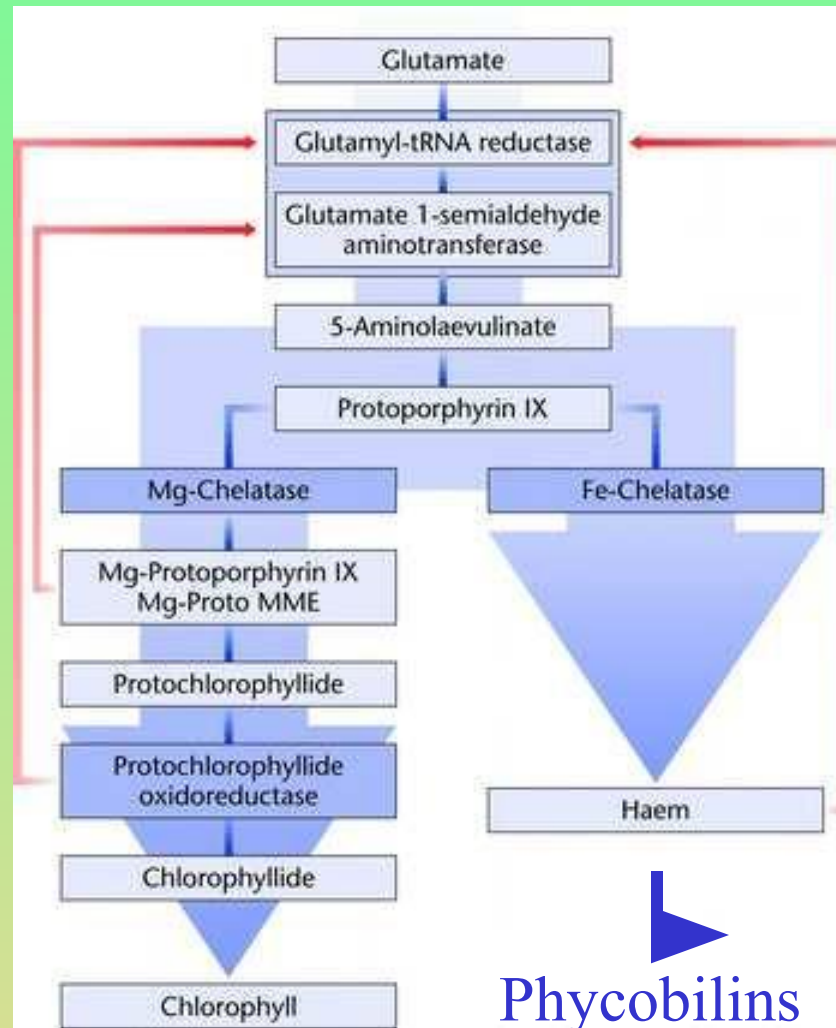 Glutamate
Glutamyl-tRNA reductase
Glutamate 1-semialdehyde
aminotransferase
5-Aminolaevulinate
Protoporphyrin IX
Mg-Chelatase
Fe-Chelatase
Mg-Protoporphyrin IX
Mg-Proto MME
Protochlorophyllide
Protochlorophyllide
oxidoreductase
Haem
Chlorophyllide
Chlorophyll
Phycobilins